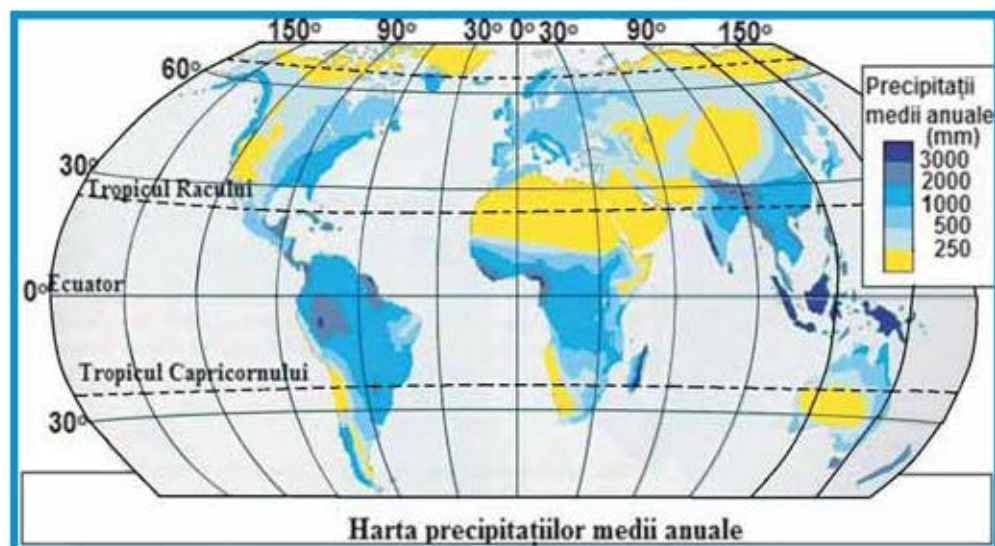 150° 90° 30° 0° 30° 90° 150°
60°
Precipitații
medii anuale
(mm)
3000
2000
1000
500
250
30°
Tropicul Racului
0° Ecuator
Tropicul Capricornului
30°
Harta precipitațiilor medii anuale